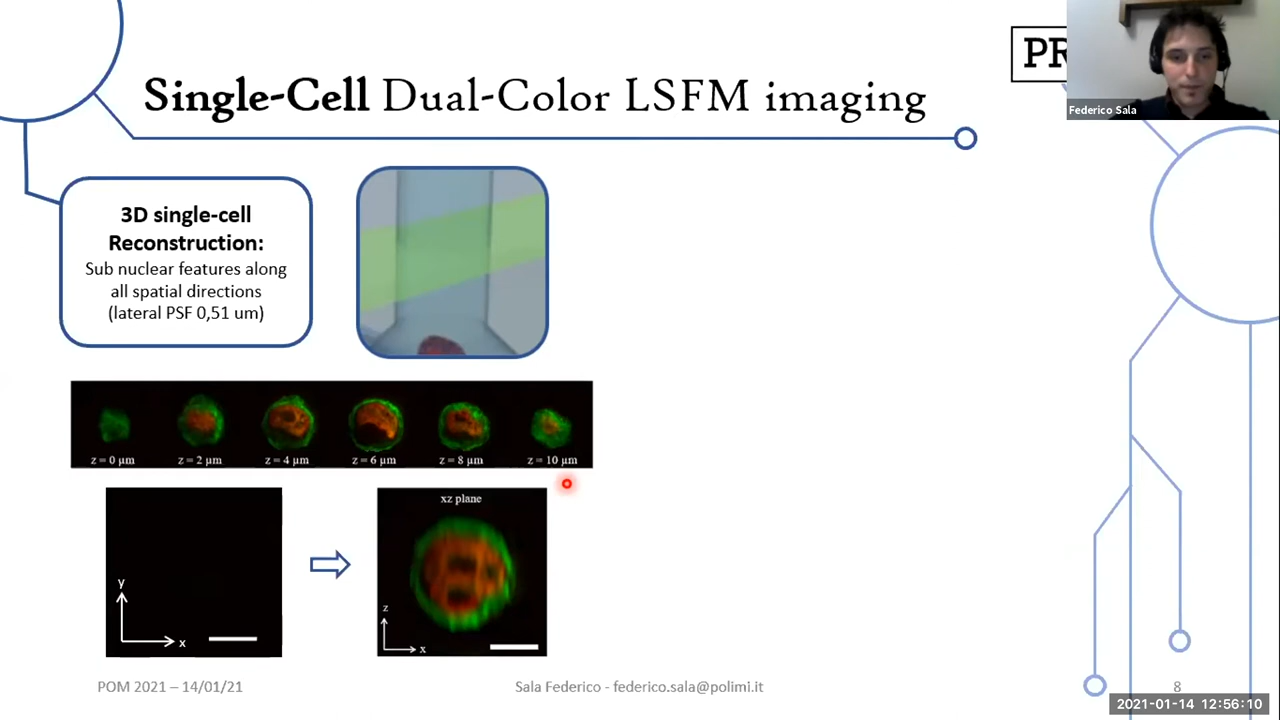 Single-Cell Dual-Color LSFM imaging
PR
Federico Sala
3D single-cell
Reconstruction:
Sub nuclear features along
all spatial directions
(lateral PSF 0,51 um)
z = 0 µm z = 2 µm z = 4 µm z = 6 µm z = 8 µm z = 10 µm
y
x
xz plane
z
x
POM 2021 – 14/01/21
Sala Federico - federico.sala@polimi.it
8
2021-01-14 12:56:10